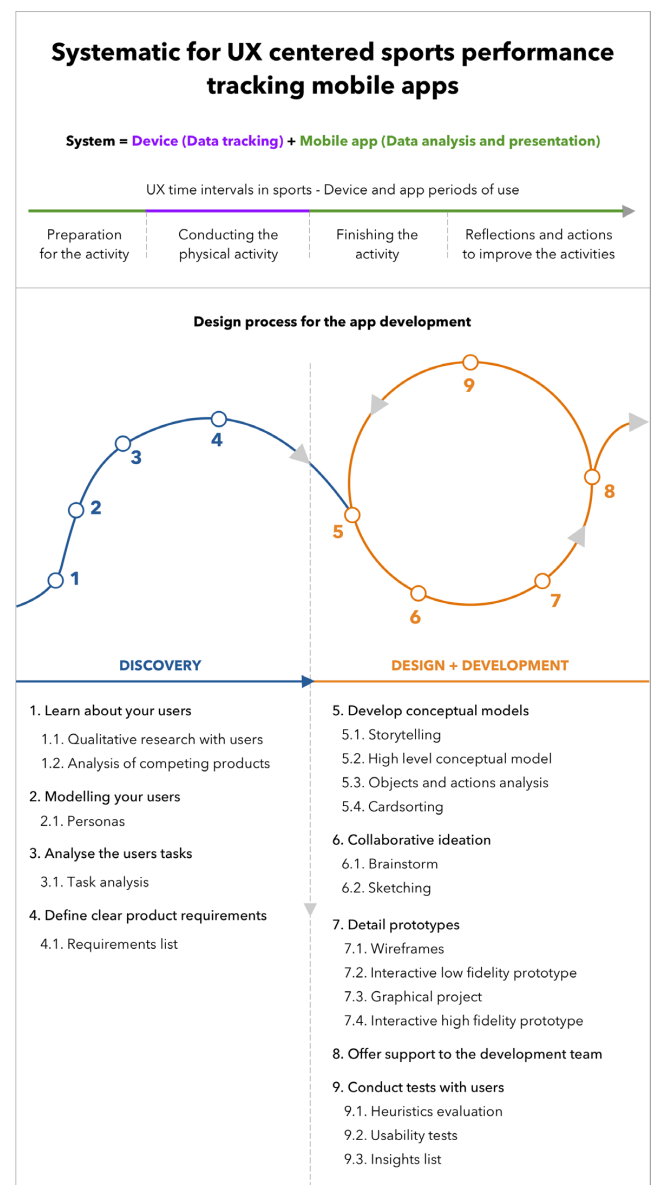 Systematic for UX centered sports performance
tracking mobile apps
System = Device (Data tracking) + Mobile app (Data analysis and presentation)
UX time intervals in sports - Device and app periods of use
Preparation
for the activity
Conducting the
physical activity
Finishing the
activity
Reflections and actions
to improve the activities
Design process for the app development
1
2
3
4
5
6
7
8
9
DISCOVERY
1. Learn about your users
1.1. Qualitative research with users
1.2. Analysis of competing products
2. Modelling your users
2.1. Personas
3. Analyse the users tasks
3.1. Task analysis
4. Define clear product requirements
4.1. Requirements list
DESIGN + DEVELOPMENT
5. Develop conceptual models
5.1. Storytelling
5.2. High level conceptual model
5.3. Objects and actions analysis
5.4. Cardsorting
6. Collaborative ideation
6.1. Brainstorm
6.2. Sketching
7. Detail prototypes
7.1. Wireframes
7.2. Interactive low fidelity prototype
7.3. Graphical project
7.4. Interactive high fidelity prototype
8. Offer support to the development team
9. Conduct tests with users
9.1. Heuristics evaluation
9.2. Usability tests
9.3. Insights list